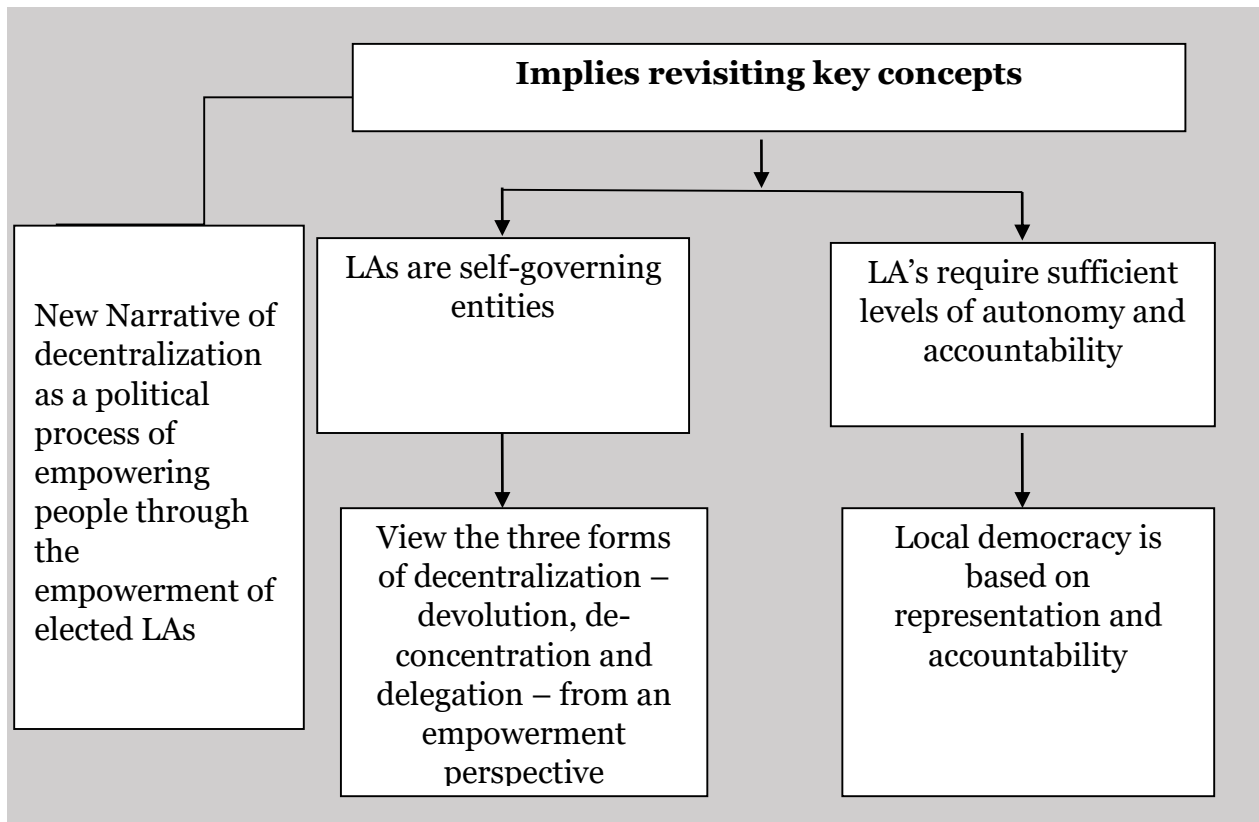 Implies revisiting key concepts
New Narrative of
decentralization
as a political
process of
empowering
people through
the
empowerment of
elected LAs
LAs are self-governing
entities
LA’s require sufficient
levels of autonomy and
accountability
View the three forms
of decentralization –
devolution, de-
concentration and
delegation – from an
empowerment
perspective
Local democracy is
based on
representation and
accountability